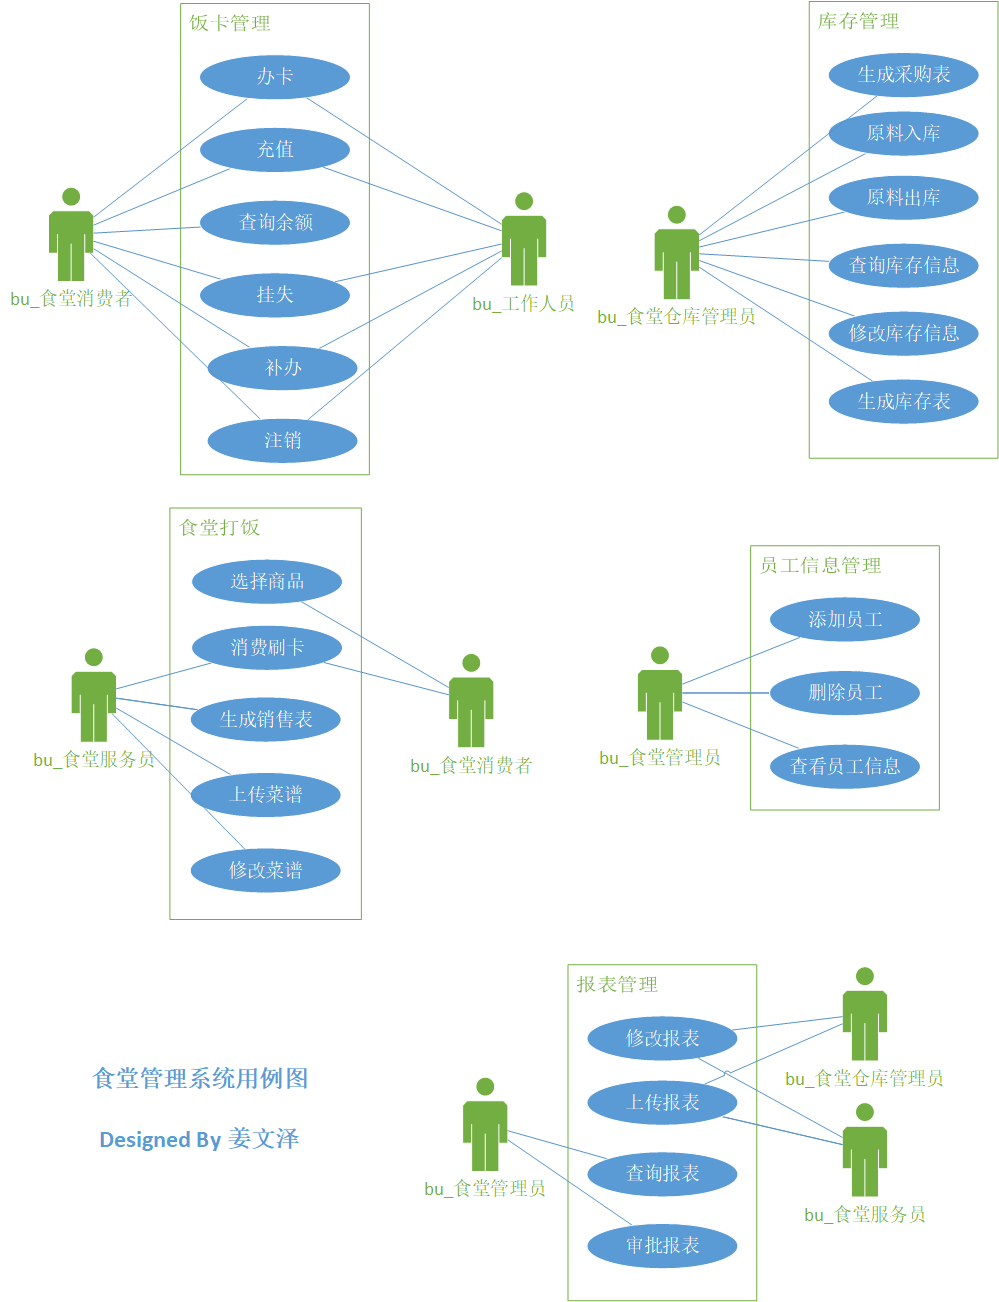 饭卡管理
办卡
充值
查询余额
挂失
补办
注销
bu_食堂消费者
bu_工作人员
库存管理
生成采购表
原料入库
原料出库
查询库存信息
修改库存信息
生成库存表
bu_食堂仓库管理员
食堂打饭
选择商品
消费刷卡
生成销售表
上传菜谱
修改菜谱
bu_食堂服务员
bu_食堂消费者
员工信息管理
添加员工
删除员工
查看员工信息
bu_食堂管理员
报表管理
修改报表
上传报表
查询报表
审批报表
bu_食堂仓库管理员
bu_食堂管理员
bu_食堂服务员
食堂管理系统用例图
Designed By 姜文泽